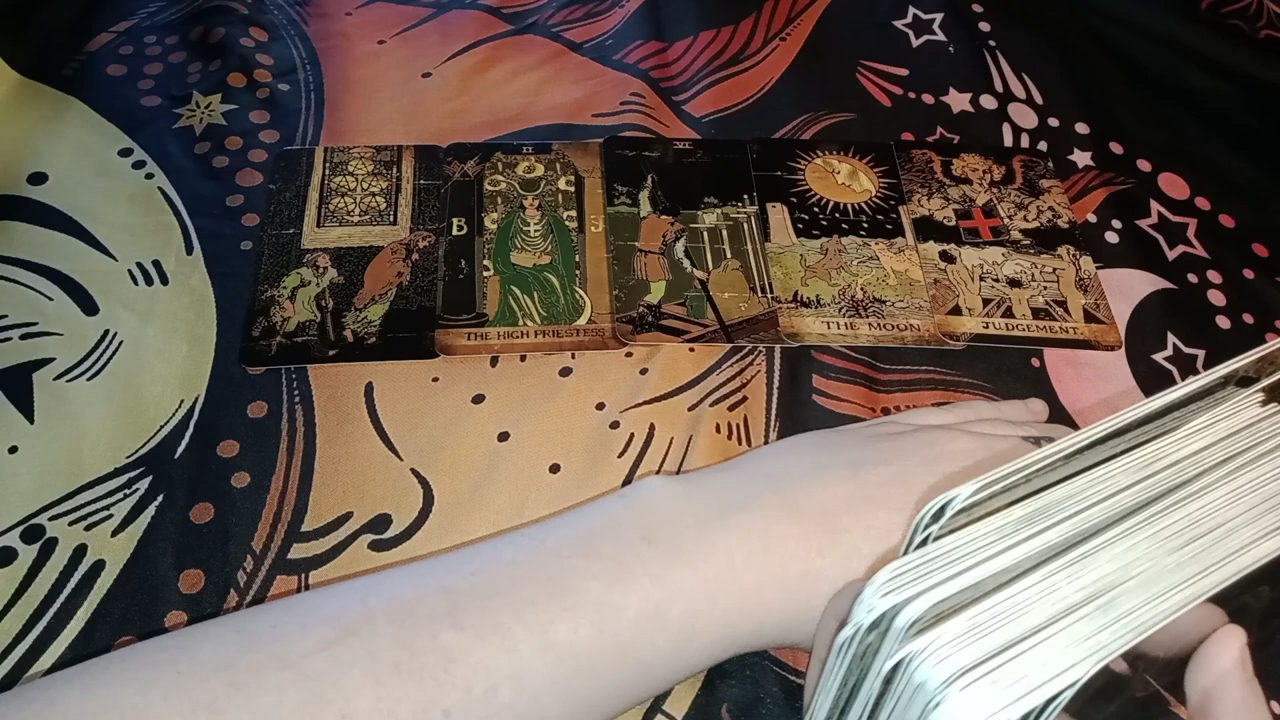 II
B
J
THE HIGH PRIESTESS
VI
THE MOON
JUDGEMENT.